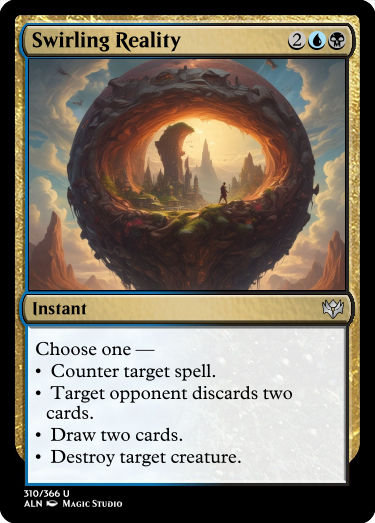 Swirling Reality 2
Instant
Choose one —
• Counter target spell.
• Target opponent discards two
cards.
• Draw two cards.
• Destroy target creature.
310/366 U
ALN Magic Studio